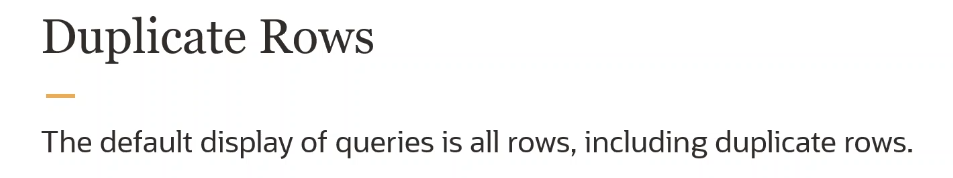 Duplicate Rows
The default display of queries is all rows, including duplicate rows.